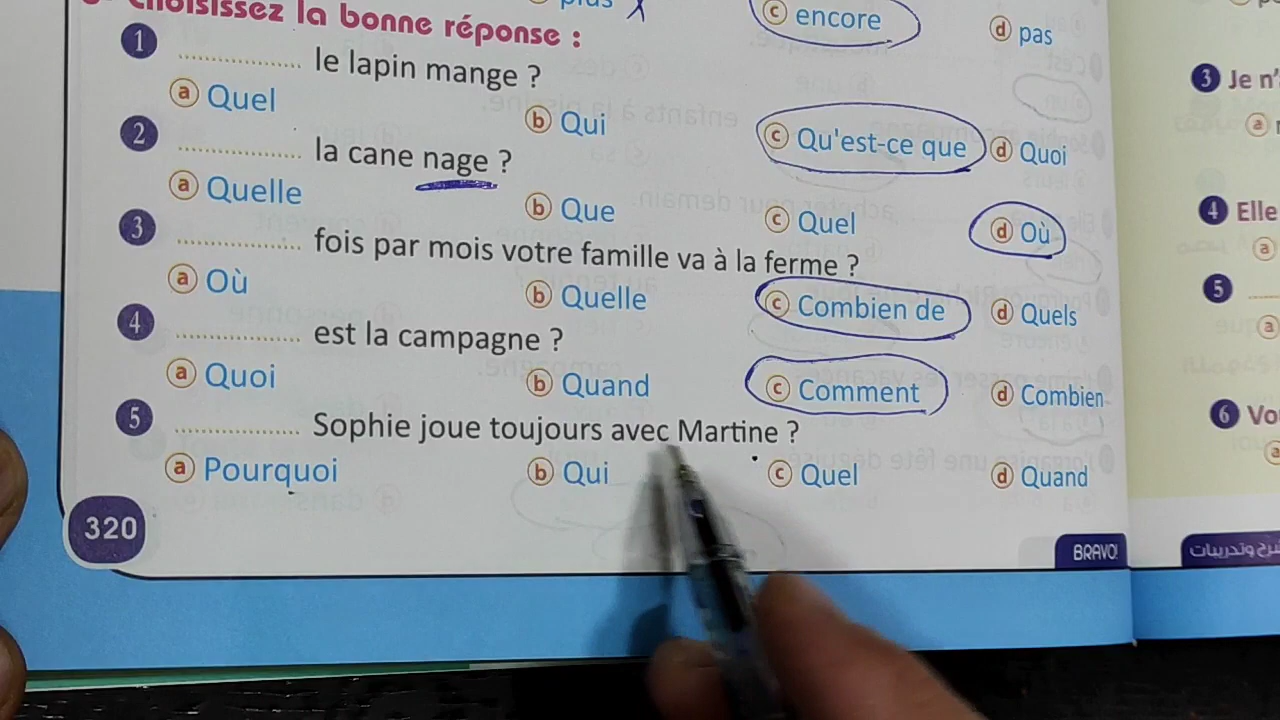 plus
ⓒ encore
ⓓ pas
Choisissez la bonne réponse :
1 .................... le lapin mange ?
ⓐ Quel ⓑ Qui ⓒ Qu'est-ce que ⓓ Quoi
2 .................... la cane nage ?
ⓐ Quelle ⓑ Que ⓒ Quel ⓓ Où
3 .................... fois par mois votre famille va à la ferme ?
ⓐ Où ⓑ Quelle ⓒ Combien de ⓓ Quels
4 .................... est la campagne ?
ⓐ Quoi ⓑ Quand ⓒ Comment ⓓ Combien
5 .................... Sophie joue toujours avec Martine ?
ⓐ Pourquoi ⓑ Qui ⓒ Quel ⓓ Quand
320
BRAVO!
3 Je n'
ⓐ
4 Elle
ⓐ
5
ⓐ
6 Vo
ⓐ
شرح وتدريبات